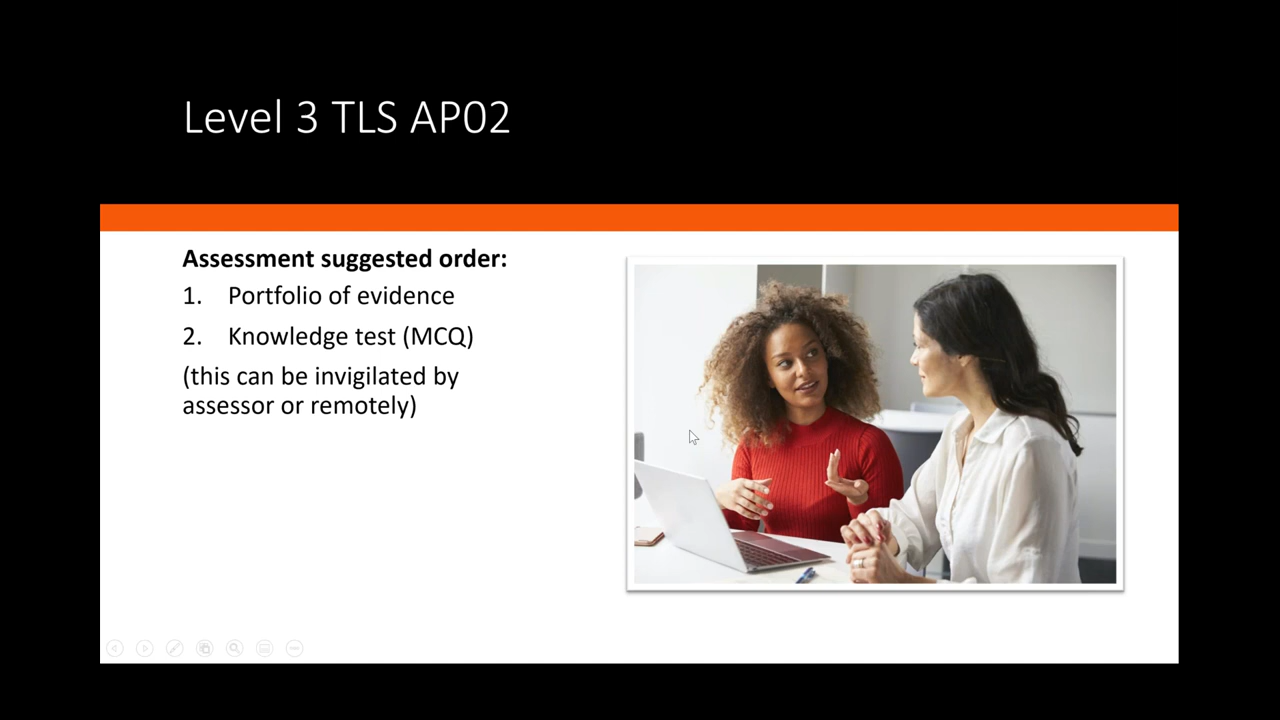 Level 3 TLS AP02
Assessment suggested order:
1. Portfolio of evidence
2. Knowledge test (MCQ)
(this can be invigilated by
assessor or remotely)